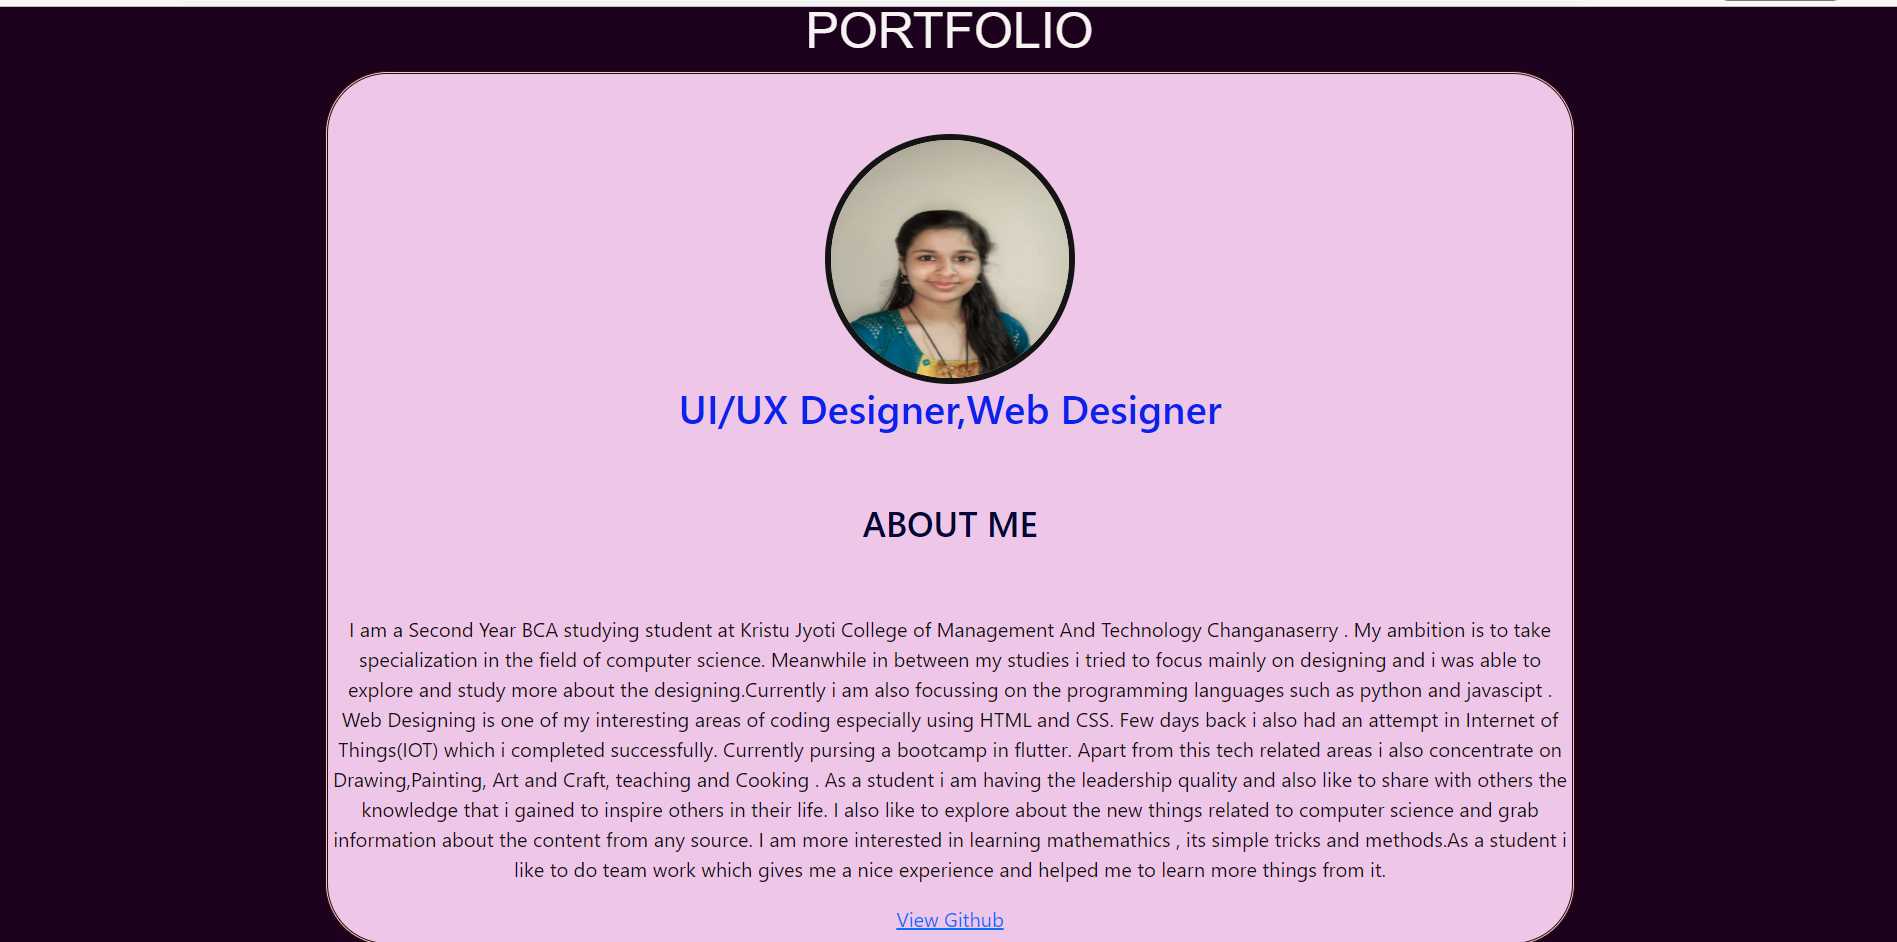 PORTFOLIO
UI/UX Designer,Web Designer
ABOUT ME
I am a Second Year BCA studying student at Kristu Jyoti College of Management And Technology Changanaserry . My ambition is to take
specialization in the field of computer science. Meanwhile in between my studies i tried to focus mainly on designing and i was able to
explore and study more about the designing.Currently i am also focussing on the programming languages such as python and javascipt .
Web Designing is one of my interesting areas of coding especially using HTML and CSS. Few days back i also had an attempt in Internet of
Things(IOT) which i completed successfully. Currently pursing a bootcamp in flutter. Apart from this tech related areas i also concentrate on
Drawing,Painting, Art and Craft, teaching and Cooking . As a student i am having the leadership quality and also like to share with others the
knowledge that i gained to inspire others in their life. I also like to explore about the new things related to computer science and grab
information about the content from any source. I am more interested in learning mathemathics , its simple tricks and methods.As a student i
like to do team work which gives me a nice experience and helped me to learn more things from it.
View Github